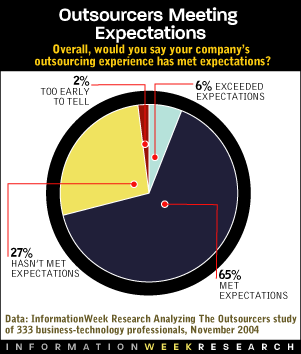 Outsourcers Meeting
Expectations
Overall, would you say your company's
outsourcing experience has met expectations?
2%
TOO EARLY
TO TELL
6% EXCEEDED
EXPECTATIONS
27%
HASN'T MET
EXPECTATIONS
65%
MET
EXPECTATIONS
Data: InformationWeek Research Analyzing The Outsourcers study
of 333 business-technology professionals, November 2004
INFORMATIONWEEKRESEARCH